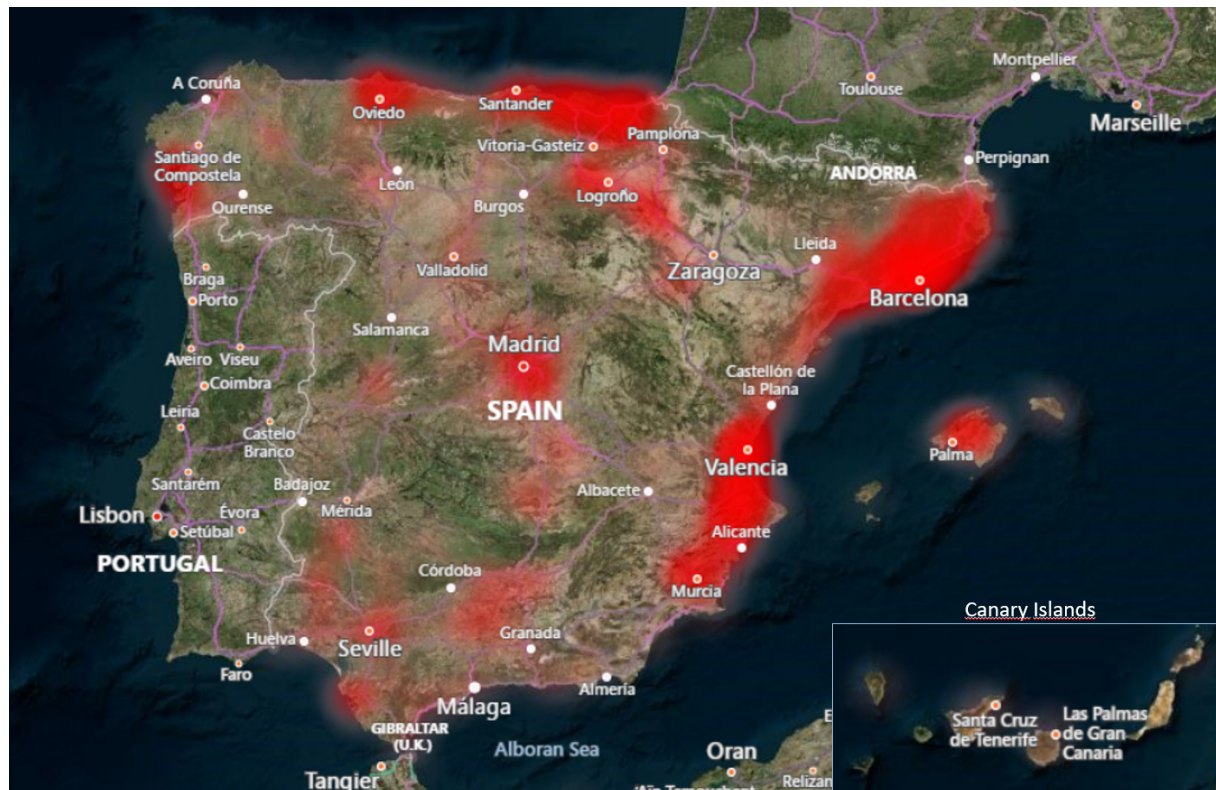 Montpellier
A Coruña
Toulouse
Oviedo
Santander
Marseille
Pamplona
Vitoria-Gasteiz
Santiago de
Compostela
Perpignan
ANDORRA
León
Logroño
Ourense
Burgos
Lleida
Valladolid
Zaragoza
Braga
Barcelona
Porto
Salamanca
Madrid
Aveiro
Viseu
Castellón de
la Plana
Coimbra
SPAIN
Leiria
Castelo
Branco
Palma
Valencia
Santarém
Badajoz
Albacete
Mérida
Lisbon
Évora
Setúbal
Alicante
PORTUGAL
Córdoba
Murcia
Canary Islands
Huelva
Granada
Seville
Faro
Almería
Málaga
Santa Cruz
de Tenerife
Las Palmas
de Gran
Canaria
GIBRALTAR
(U.K.)
Alboran Sea
Oran
Tangier
Relizan